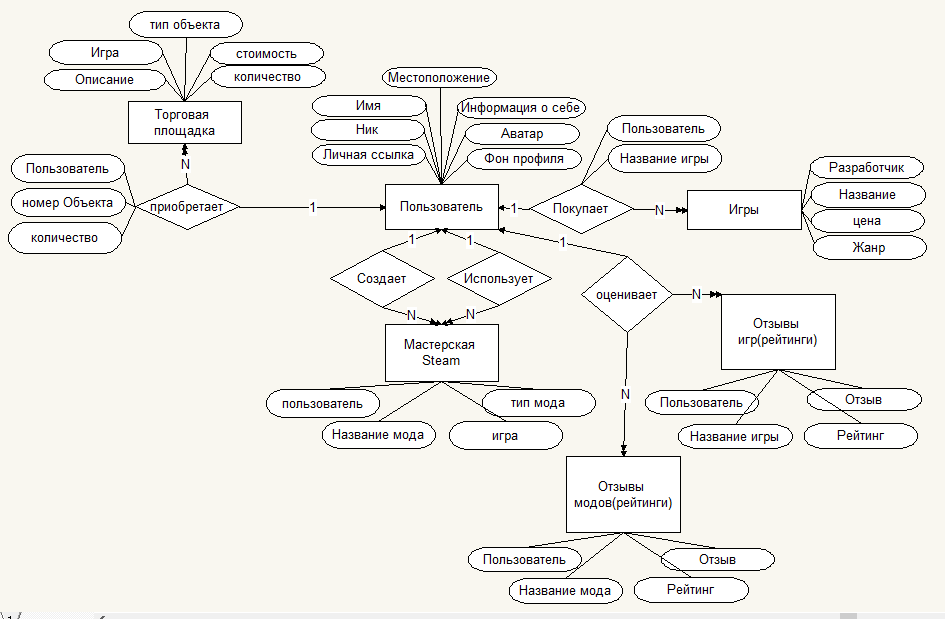 тип объекта
Игра
стоимость
Описание
количество
Торговая
площадка
N
Пользователь
номер Объекта
количество
приобретает
1
Местоположение
Имя
Информация о себе
Ник
Аватар
Личная ссылка
Фон профиля
Пользователь
Пользователь
Название игры
1
Покупает
N
Игры
Разработчик
Название
цена
Жанр
1
1
1
Создает
Использует
N
N
Мастерская
Steam
пользователь
тип мода
Название мода
игра
оценивает
N
Отзывы
игр(рейтинги)
Пользователь
Отзыв
Название игры
Рейтинг
N
Отзывы
модов(рейтинги)
Пользователь
Отзыв
Название мода
Рейтинг